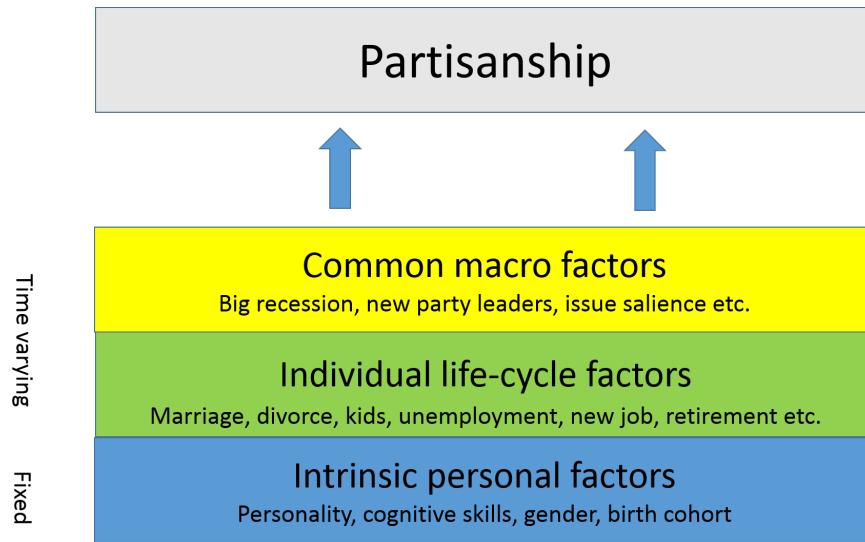 Partisanship
Common macro factors
Big recession, new party leaders, issue salience etc.
Time varying
Individual life-cycle factors
Marriage, divorce, kids, unemployment, new job, retirement etc.
Fixed
Intrinsic personal factors
Personality, cognitive skills, gender, birth cohort